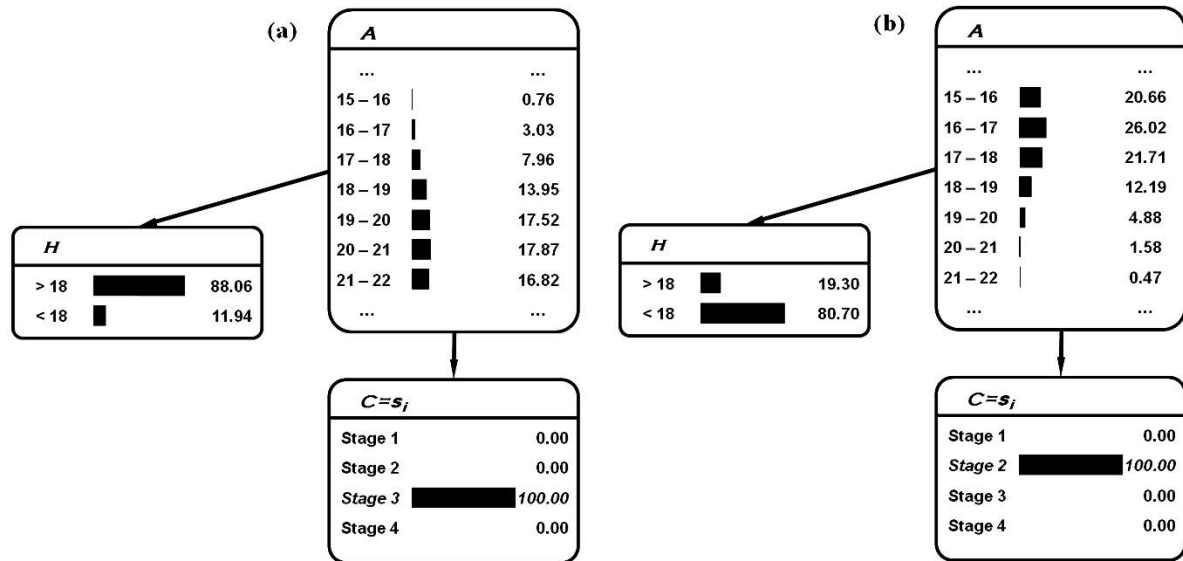 (a)
A
... ...
15 – 16 0.76
16 – 17 3.03
17 – 18 7.96
18 – 19 13.95
19 – 20 17.52
20 – 21 17.87
21 – 22 16.82
... ...
H
> 18 88.06
< 18 11.94
C=si
Stage 1 0.00
Stage 2 0.00
Stage 3 100.00
Stage 4 0.00
(b)
A
... ...
15 – 16 20.66
16 – 17 26.02
17 – 18 21.71
18 – 19 12.19
19 – 20 4.88
20 – 21 1.58
21 – 22 0.47
... ...
H
> 18 19.30
< 18 80.70
C=si
Stage 1 0.00
Stage 2 100.00
Stage 3 0.00
Stage 4 0.00